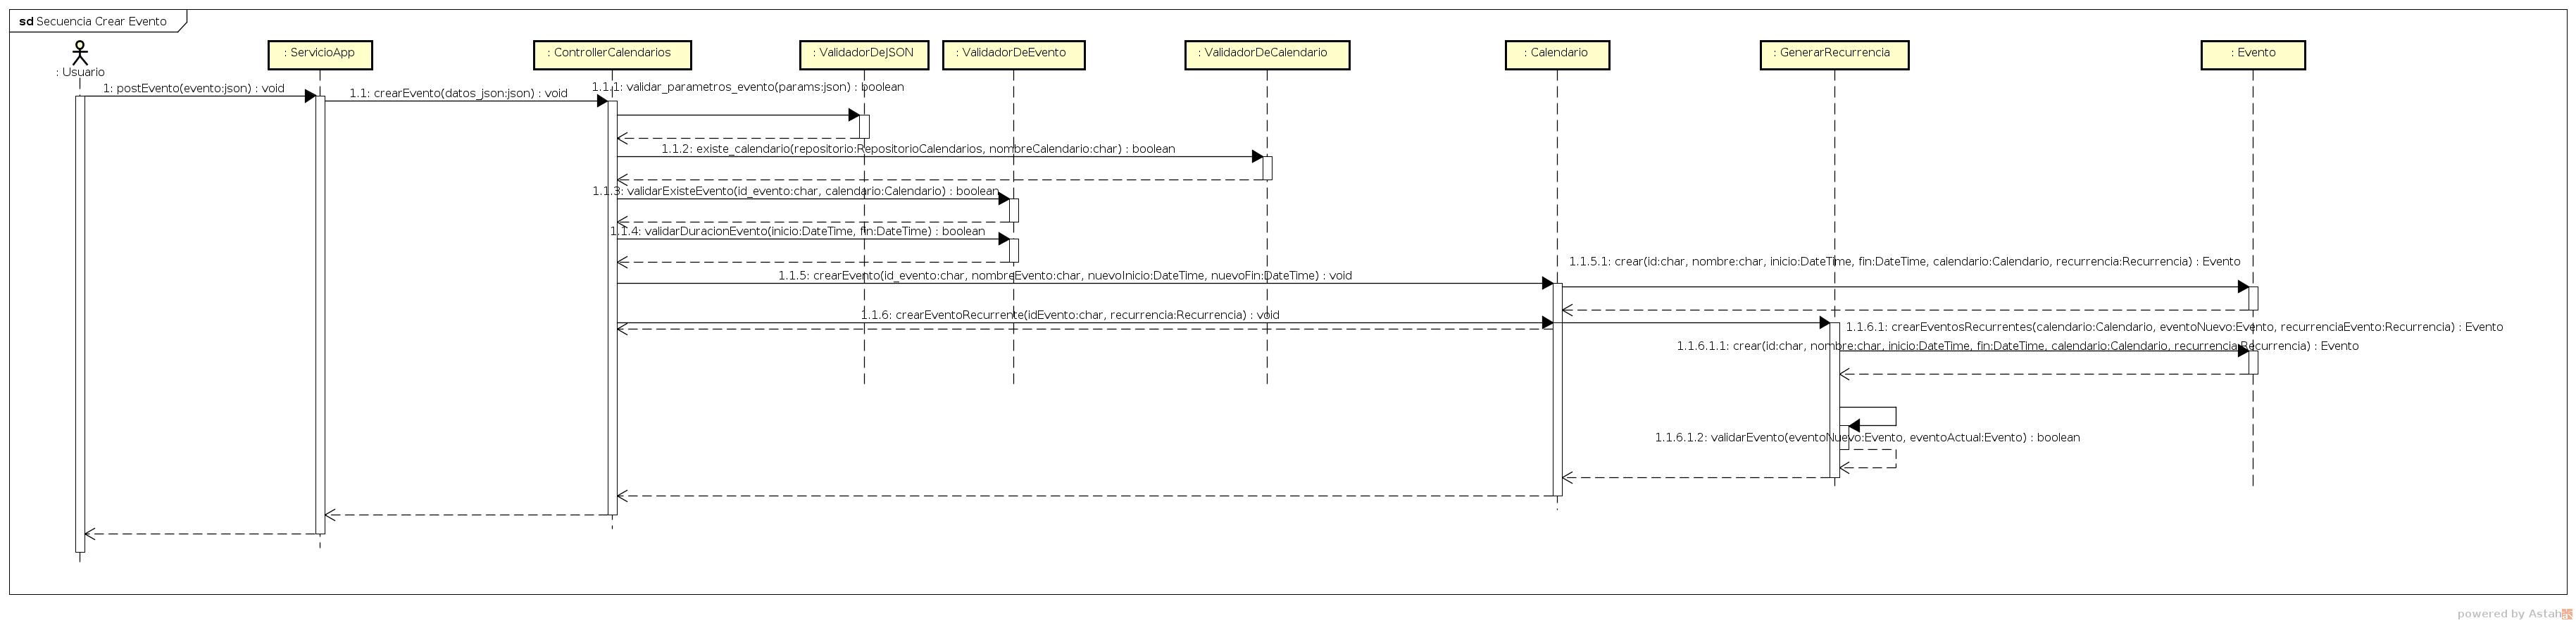 sd Secuencia Crear Evento
: Usuario
: ServicioApp
: ControllerCalendarios
: ValidadorDeJSON
: ValidadorDeEvento
: ValidadorDeCalendario
: Calendario
: GenerarRecurrencia
: Evento
1: postEvento(evento:json) : void
1.1: crearEvento(datos_json:json) : void
1.1.1: validar_parametros_evento(params:json) : boolean
1.1.2: existe_calendario(repositorio:RepositorioCalendarios, nombreCalendario:char) : boolean
1.1.3: validarExisteEvento(id_evento:char, calendario:Calendario) : boolean
1.1.4: validarDuracionEvento(inicio:DateTime, fin:DateTime) : boolean
1.1.5: crearEvento(id_evento:char, nombreEvento:char, nuevoInicio:DateTime, nuevoFin:DateTime) : void
1.1.5.1: crear(id:char, nombre:char, inicio:DateTime, fin:DateTime, calendario:Calendario, recurrencia:Recurrencia) : Evento
1.1.6: crearEventoRecurrente(idEvento:char, recurrencia:Recurrencia) : void
1.1.6.1: crearEventosRecurrentes(calendario:Calendario, eventoNuevo:Evento, recurrenciaEvento:Recurrencia) : Evento
1.1.6.1.1: crear(id:char, nombre:char, inicio:DateTime, fin:DateTime, calendario:Calendario, recurrencia:Recurrencia) : Evento
1.1.6.1.2: validarEvento(eventoNuevo:Evento, eventoActual:Evento) : boolean
powered by Astah